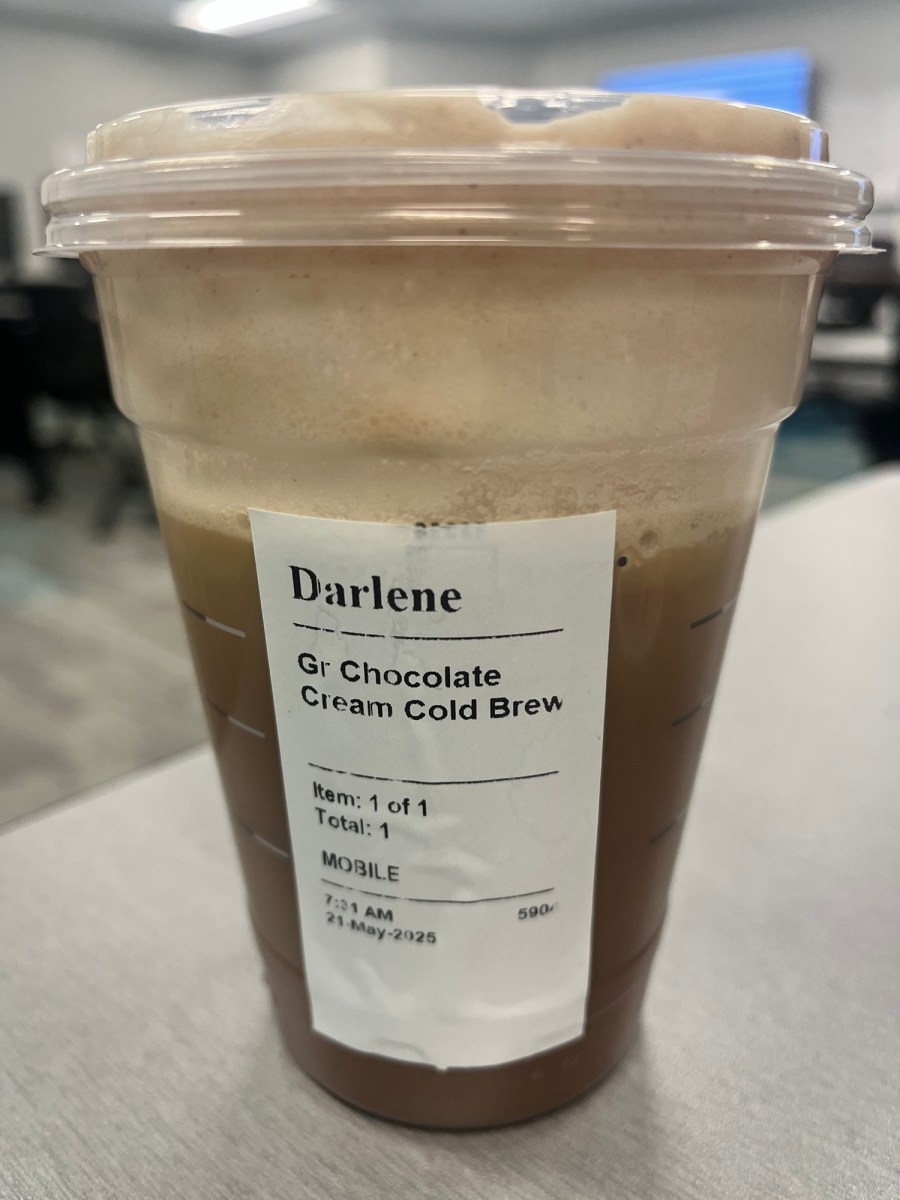 Darlene
Gr Chocolate
Cream Cold Brew
Item: 1 of 1
Total: 1
MOBILE
7:31 AM
21-May-2025